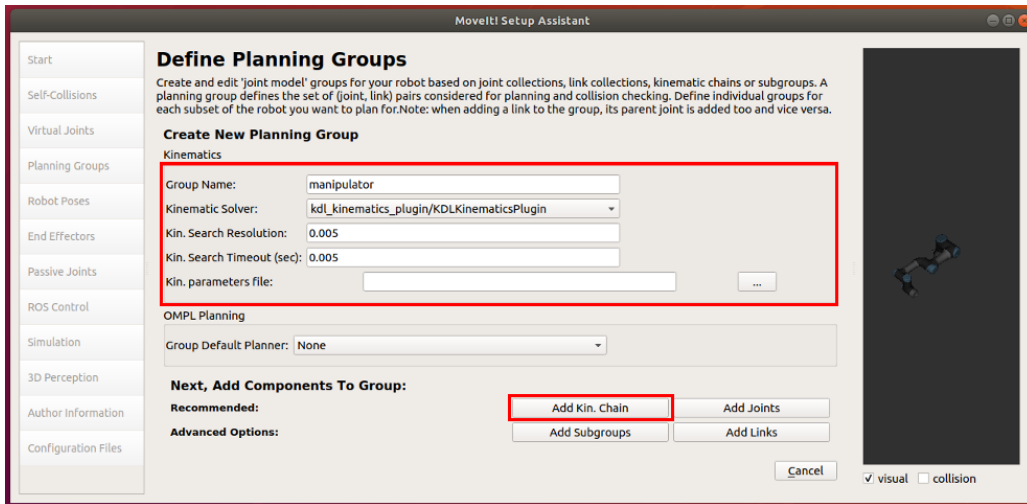 MoveIt! Setup Assistant
Start
Self-Collisions
Virtual Joints
Planning Groups
Robot Poses
End Effectors
Passive Joints
ROS Control
Simulation
3D Perception
Author Information
Configuration Files
Define Planning Groups
Create and edit 'joint model' groups for your robot based on joint collections, link collections, kinematic chains or subgroups. A
planning group defines the set of (joint, link) pairs considered for planning and collision checking. Define individual groups for
each subset of the robot you want to plan for.Note: when adding a link to the group, its parent joint is added too and vice versa.
Create New Planning Group
Kinematics
Group Name: manipulator
Kinematic Solver: kdl_kinematics_plugin/KDLKinematicsPlugin
Kin. Search Resolution: 0.005
Kin. Search Timeout (sec): 0.005
Kin. parameters file: ...
OMPL Planning
Group Default Planner: None
Next, Add Components To Group:
Recommended: Add Kin. Chain Add Joints
Advanced Options: Add Subgroups Add Links
Cancel
visual collision